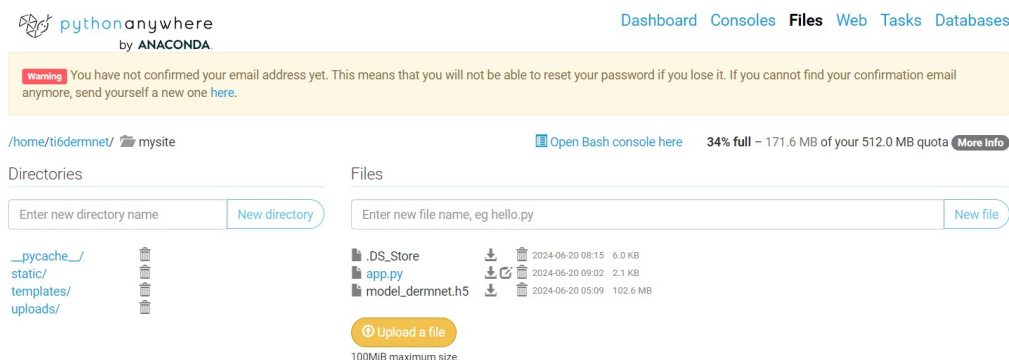 pythonanywhere
by ANACONDA.
Dashboard Consoles Files Web Tasks Databases
Warning You have not confirmed your email address yet. This means that you will not be able to reset your password if you lose it. If you cannot find your confirmation email
anymore, send yourself a new one here.
/home/ti6dermnet/ mysite
Open Bash console here 34% full – 171.6 MB of your 512.0 MB quota More Info
Directories
Files
Enter new directory name New directory
Enter new file name, eg hello.py New file
__pycache__/
static/
templates/
uploads/
.DS_Store 2024-06-20 08:15 6.0 KB
app.py 2024-06-20 09:02 2.1 KB
model_dermnet.h5 2024-06-20 05:09 102.6 MB
Upload a file
100MiB maximum size